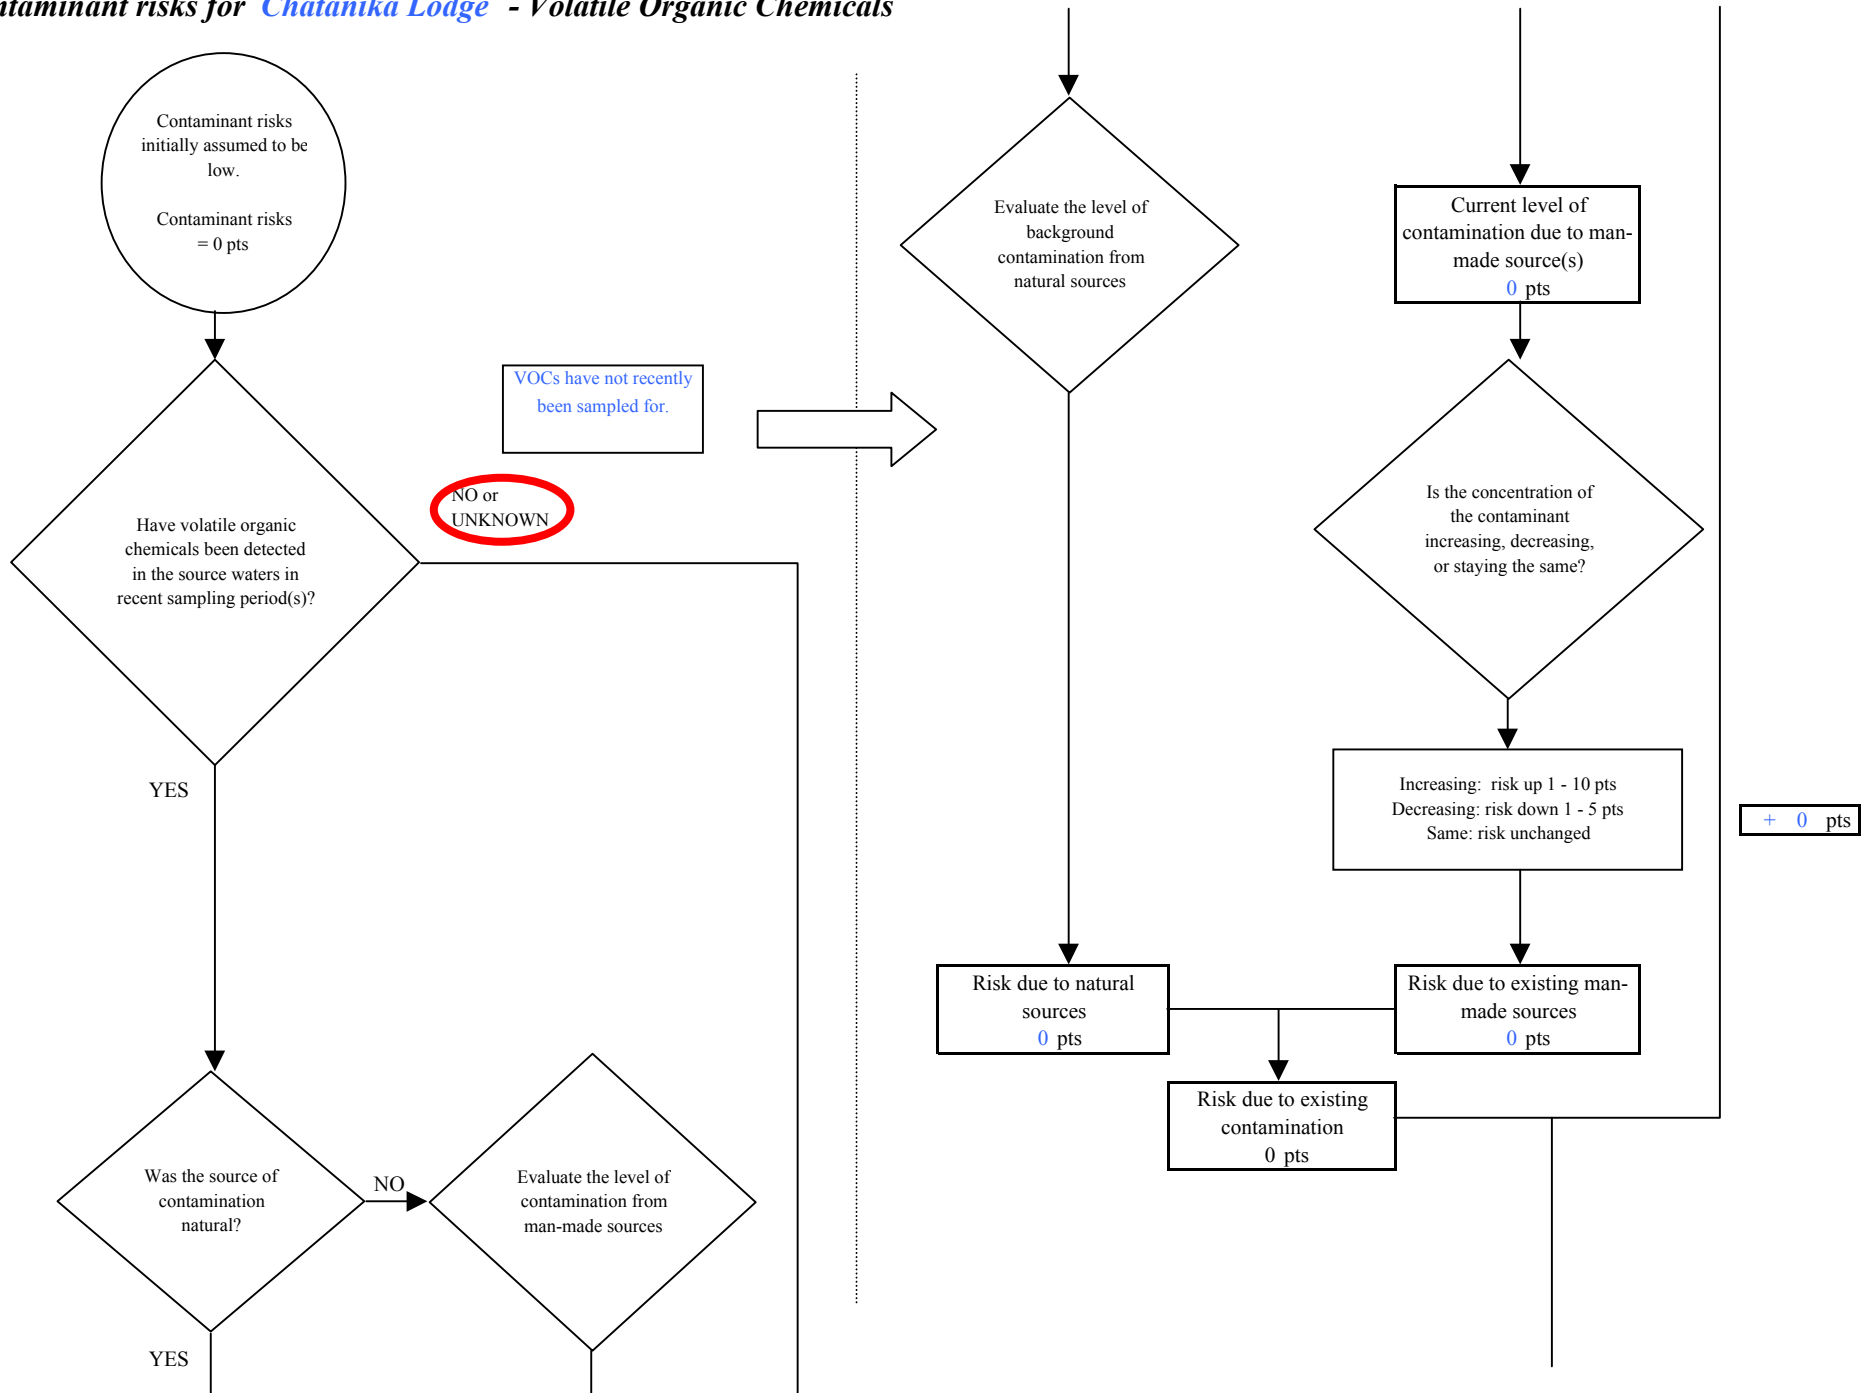 ntaminant risks for Chatanika Lodge - Volatile Organic Chemicals
Contaminant risks
initially assumed to be
low.
Contaminant risks
= 0 pts
VOCs have not recently
been sampled for.
NO or
UNKNOWN
Have volatile organic
chemicals been detected
in the source waters in
recent sampling period(s)?
YES
Was the source of
contamination
natural?
NO
Evaluate the level of
contamination from
man-made sources
YES
Evaluate the level of
background
contamination from
natural sources
Current level of
contamination due to man-
made source(s)
0 pts
Is the concentration of
the contaminant
increasing, decreasing,
or staying the same?
Increasing: risk up 1 - 10 pts
Decreasing: risk down 1 - 5 pts
Same: risk unchanged
+ 0 pts
Risk due to natural
sources
0 pts
Risk due to existing man-
made sources
0 pts
Risk due to existing
contamination
0 pts